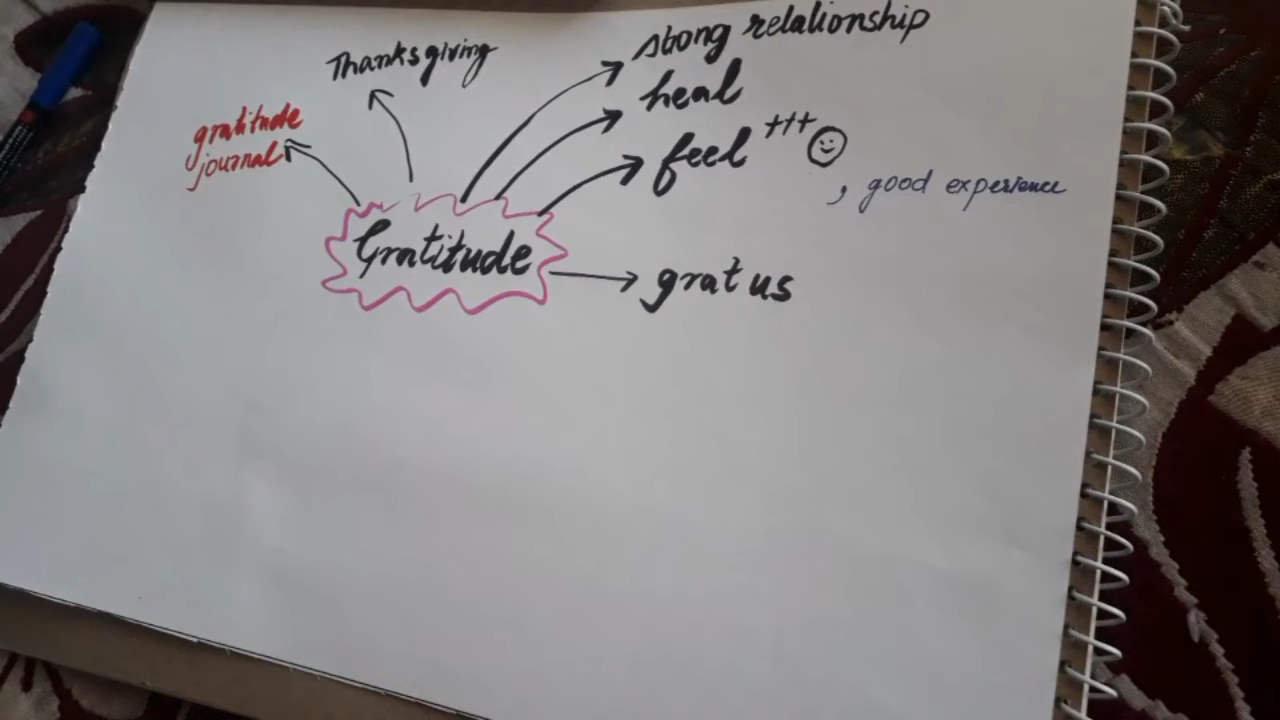 strong relationship
Thanksgiving
heal
gratitude
journal
feel +++
, good experience
Gratitude
gratus